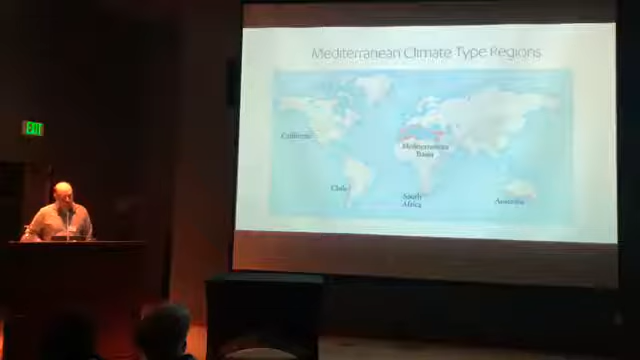 Mediterranean Climate Type Regions
EXIT
California
Mediterranean
Basin
Chile
South
Africa
Australia